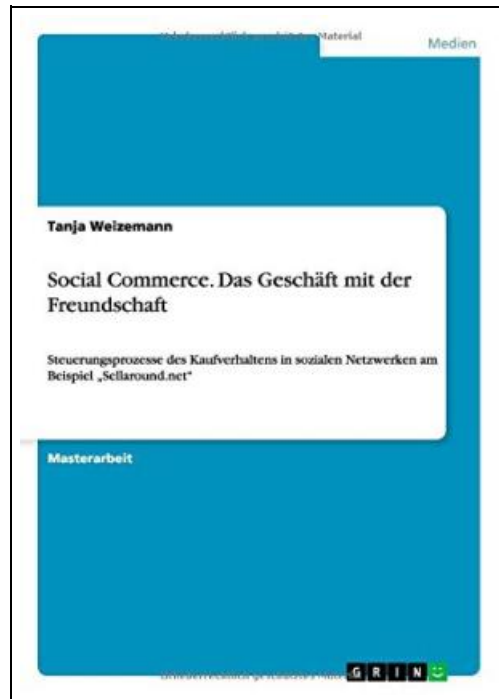 Material
Medien
Tanja Weizemann
Social Commerce. Das Geschäft mit der
Freundschaft
Steuerungsprozesse des Kaufverhaltens in sozialen Netzwerken am
Beispiel „Sellaround.net“
Masterarbeit
GRIN